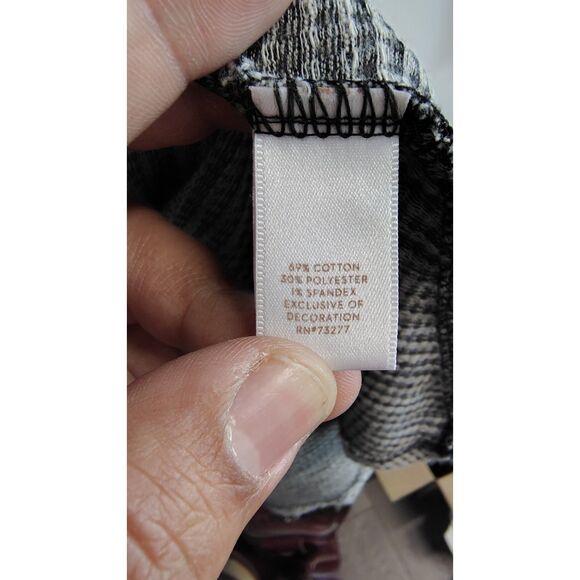 69% COTTON
30% POLYESTER
1% SPANDEX
EXCLUSIVE OF
DECORATION
RN#73277